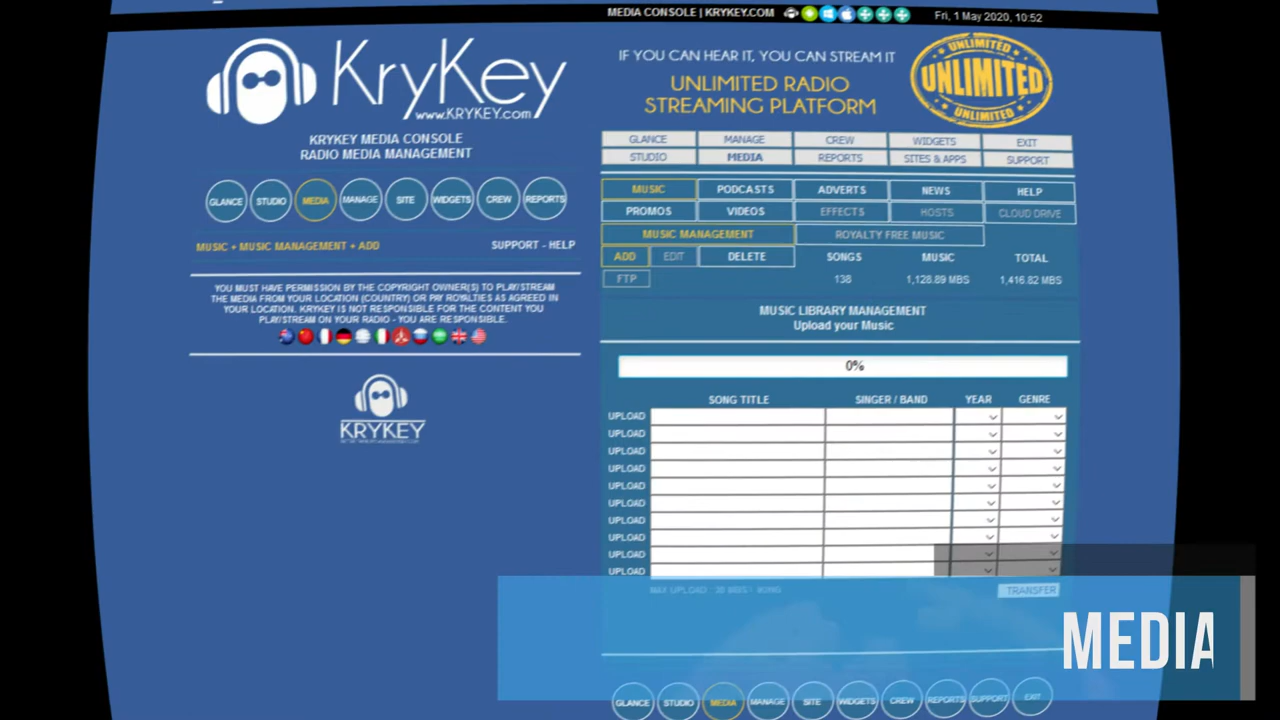 MEDIA CONSOLE | KRYKEY.COM
Fri, 1 May 2020, 10:52
KryKey
www.KRYKEY.com
KRYKEY MEDIA CONSOLE
RADIO MEDIA MANAGEMENT
GLANCE STUDIO MEDIA MANAGE SITE WIDGETS CREW REPORTS
MUSIC + MUSIC MANAGEMENT + ADD
SUPPORT - HELP
YOU MUST HAVE PERMISSION BY THE COPYRIGHT OWNER(S) TO PLAY/STREAM
THE MEDIA FROM YOUR LOCATION (COUNTRY) OR PAY ROYALTIES AS AGREED IN
YOUR LOCATION. KRYKEY IS NOT RESPONSIBLE FOR THE CONTENT YOU
PLAY/STREAM ON YOUR RADIO - YOU ARE RESPONSIBLE.
KRYKEY
IF YOU CAN HEAR IT, YOU CAN STREAM IT
UNLIMITED RADIO
STREAMING PLATFORM
UNLIMITED
UNLIMITED
UNLIMITED
GLANCE MANAGE CREW WIDGETS EXIT
STUDIO MEDIA REPORTS SITES & APPS SUPPORT
MUSIC PODCASTS ADVERTS NEWS HELP
PROMOS VIDEOS EFFECTS HOSTS CLOUD DRIVE
MUSIC MANAGEMENT ROYALTY FREE MUSIC
ADD EDIT DELETE SONGS MUSIC TOTAL
FTP 138 1,128.89 MBS 1,416.82 MBS
MUSIC LIBRARY MANAGEMENT
Upload your Music
0%
SONG TITLE SINGER / BAND YEAR GENRE
UPLOAD
UPLOAD
UPLOAD
UPLOAD
UPLOAD
UPLOAD
UPLOAD
UPLOAD
UPLOAD
UPLOAD
MAX UPLOAD
TRANSFER
MEDIA
GLANCE STUDIO MEDIA MANAGE SITE WIDGETS CREW REPORTS SUPPORT EXIT